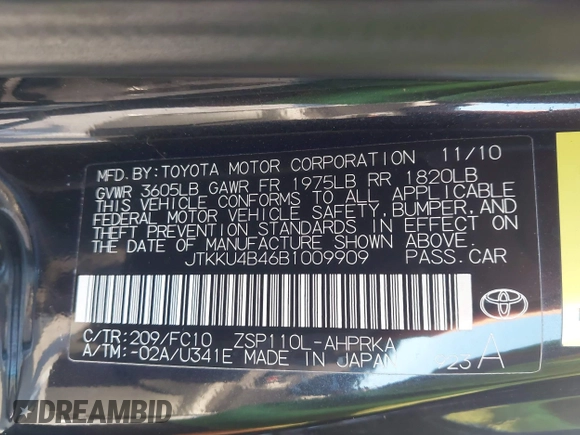 MFD. BY: TOYOTA MOTOR CORPORATION 11/10
GVWR 3605LB GAWR FR 1975LB RR 1820LB
THIS VEHICLE CONFORMS TO ALL APPLICABLE
FEDERAL MOTOR VEHICLE SAFETY, BUMPER, AND
THEFT PREVENTION STANDARDS IN EFFECT ON
DATE OF MANUFACTURE SHOWN ABOVE.
JTKKU4B46B1009909 PASS. CAR
C/TR: 209/FC10 ZSP110L-AHPRKA
A/TM: -02A/U341E MADE IN JAPAN A
DREAMBID